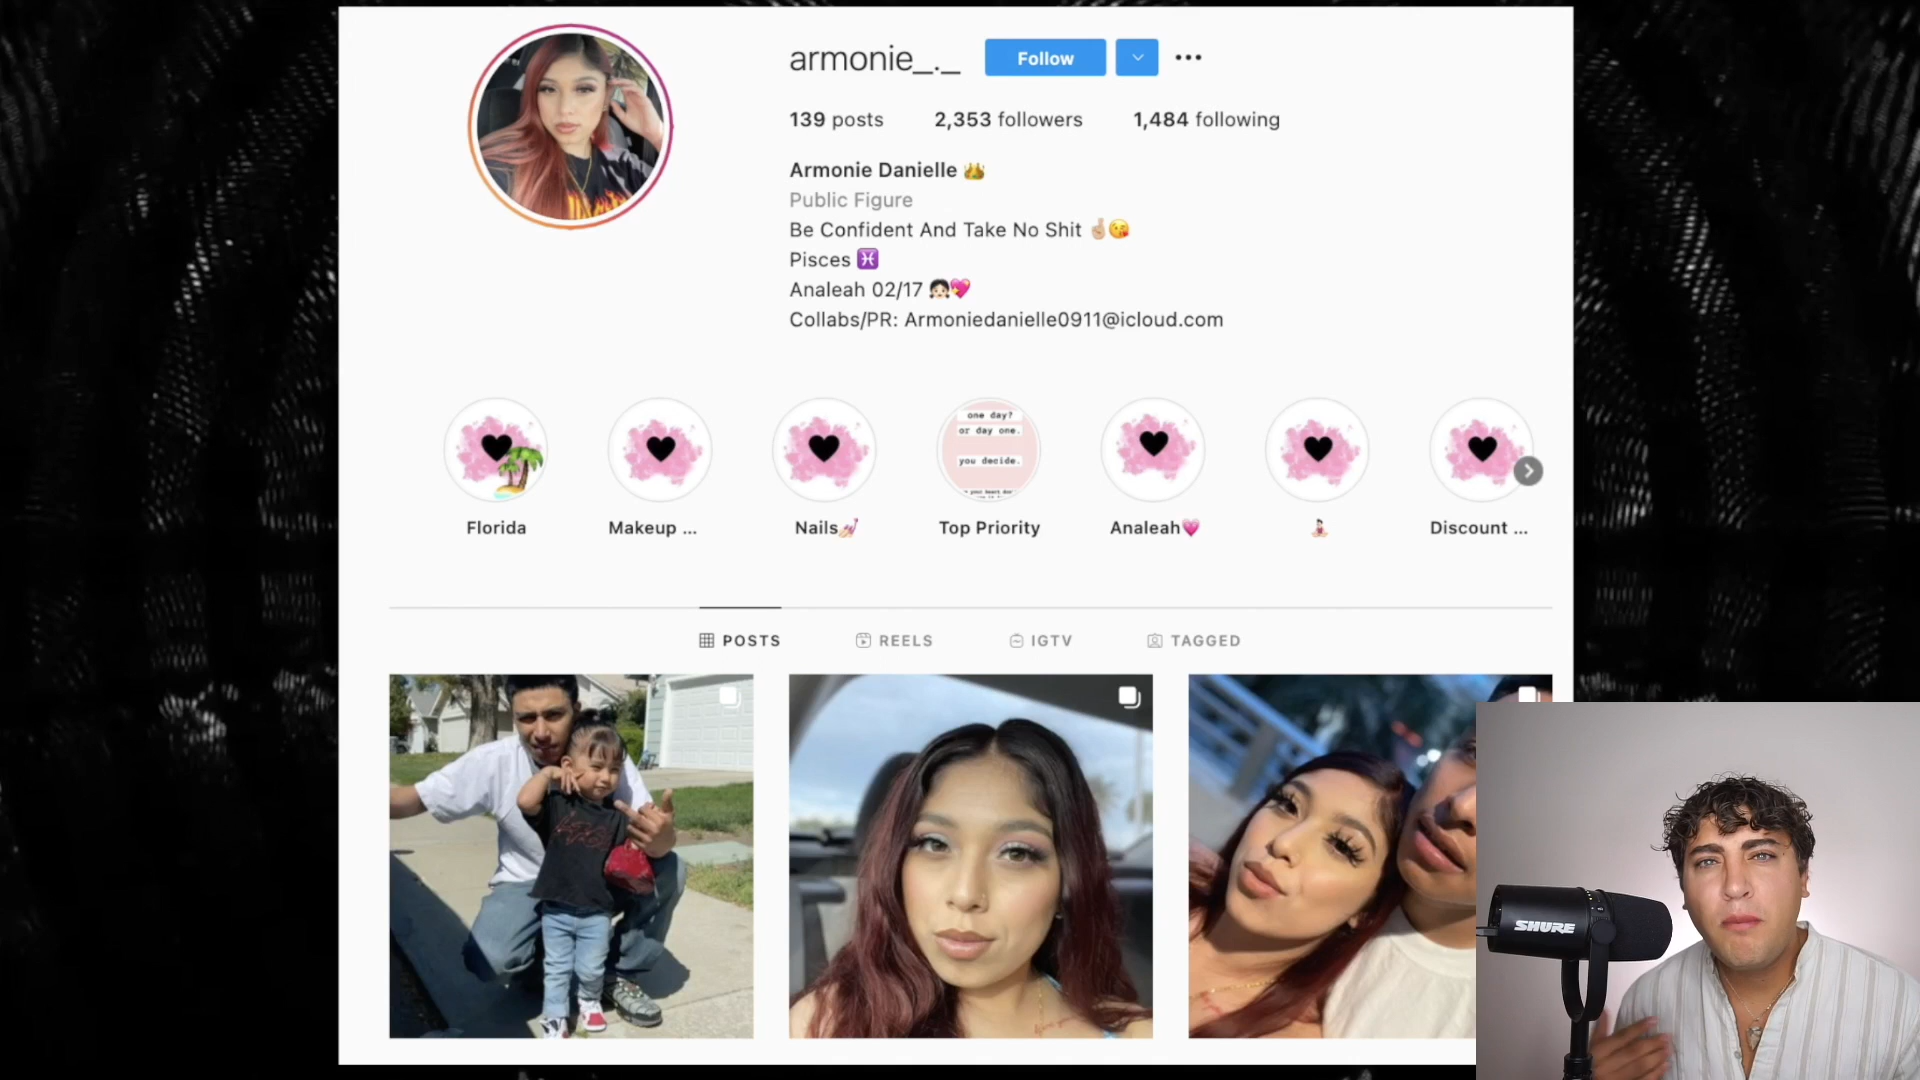 armonie_._
Follow
139 posts
2,353 followers
1,484 following
Armonie Danielle
Public Figure
Be Confident And Take No Shit ☝🏼😘
Pisces ♓
Analeah 02/17 👧🏻💖
Collabs/PR: Armoniedanielle0911@icloud.com
one day?
or day one.
you decide.
Florida
Makeup ...
Nails💅🏻
Top Priority
Analeah💗
Discount ...
POSTS
REELS
IGTV
TAGGED
SHURE